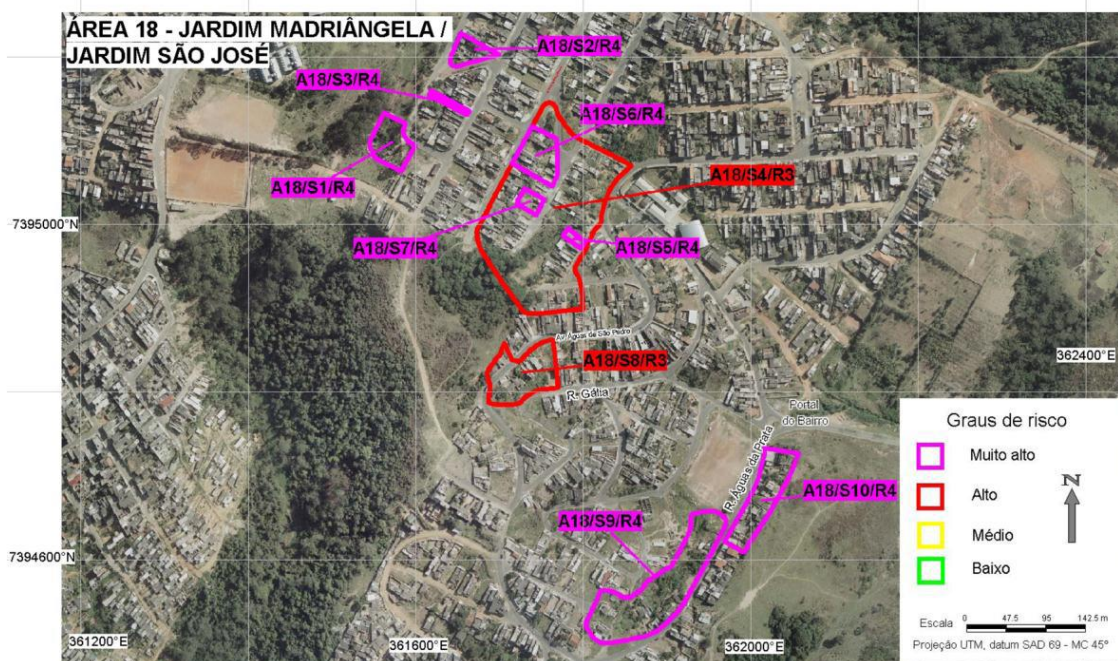 ÁREA 18 - JARDIM MADRIÂNGELA /
JARDIM SÃO JOSÉ
A18/S2/R4
A18/S3/R4
A18/S6/R4
A18/S1/R4
A18/S4/R3
7395000°N
A18/S7/R4
A18/S5/R4
Av. Águas de São Pedro
A18/S8/R3
362400°E
R. Gália
Portal
do Bairro
R. Águas da Prata
A18/S10/R4
A18/S9/R4
7394600°N
361200°E
361600°E
362000°E
Graus de risco
Muito alto
Alto
Médio
Baixo
N
Escala
0 47.5 95 142.5 m
Projeção UTM, datum SAD 69 - MC 45°